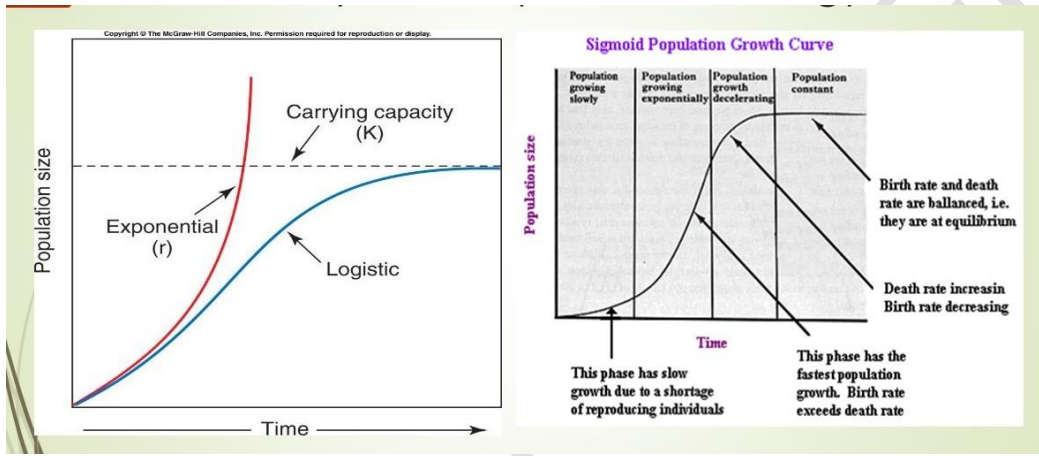 Copyright © The McGraw-Hill Companies, Inc. Permission required for reproduction or display.
Population size
Carrying capacity
(K)
Exponential
(r)
Logistic
Time
Sigmoid Population Growth Curve
Population size
Population
growing
slowly
Population
growing
exponentially
Population
growth
decelerating
Population
constant
Birth rate and death
rate are ballanced, i.e.
they are at equilibrium
Death rate increasin
Birth rate decreasing
Time
This phase has slow
growth due to a shortage
of reproducing individuals
This phase has the
fastest population
growth. Birth rate
exceeds death rate